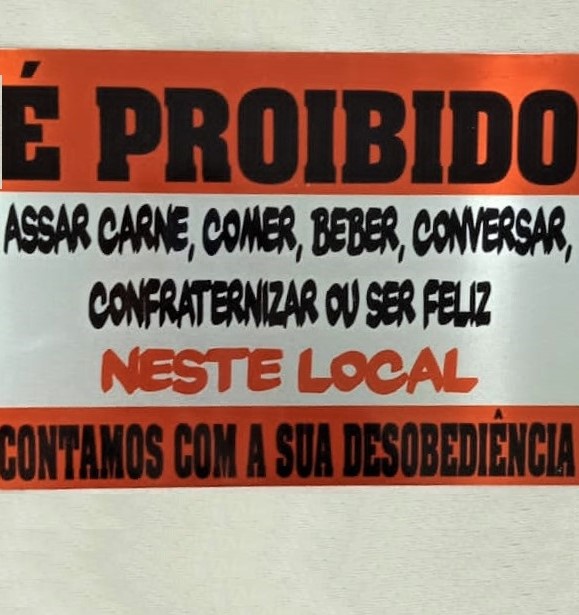 É PROIBIDO
ASSAR CARNE, COMER, BEBER, CONVERSAR,
CONFRATERNIZAR OU SER FELIZ
NESTE LOCAL
CONTAMOS COM A SUA DESOBEDIÊNCIA